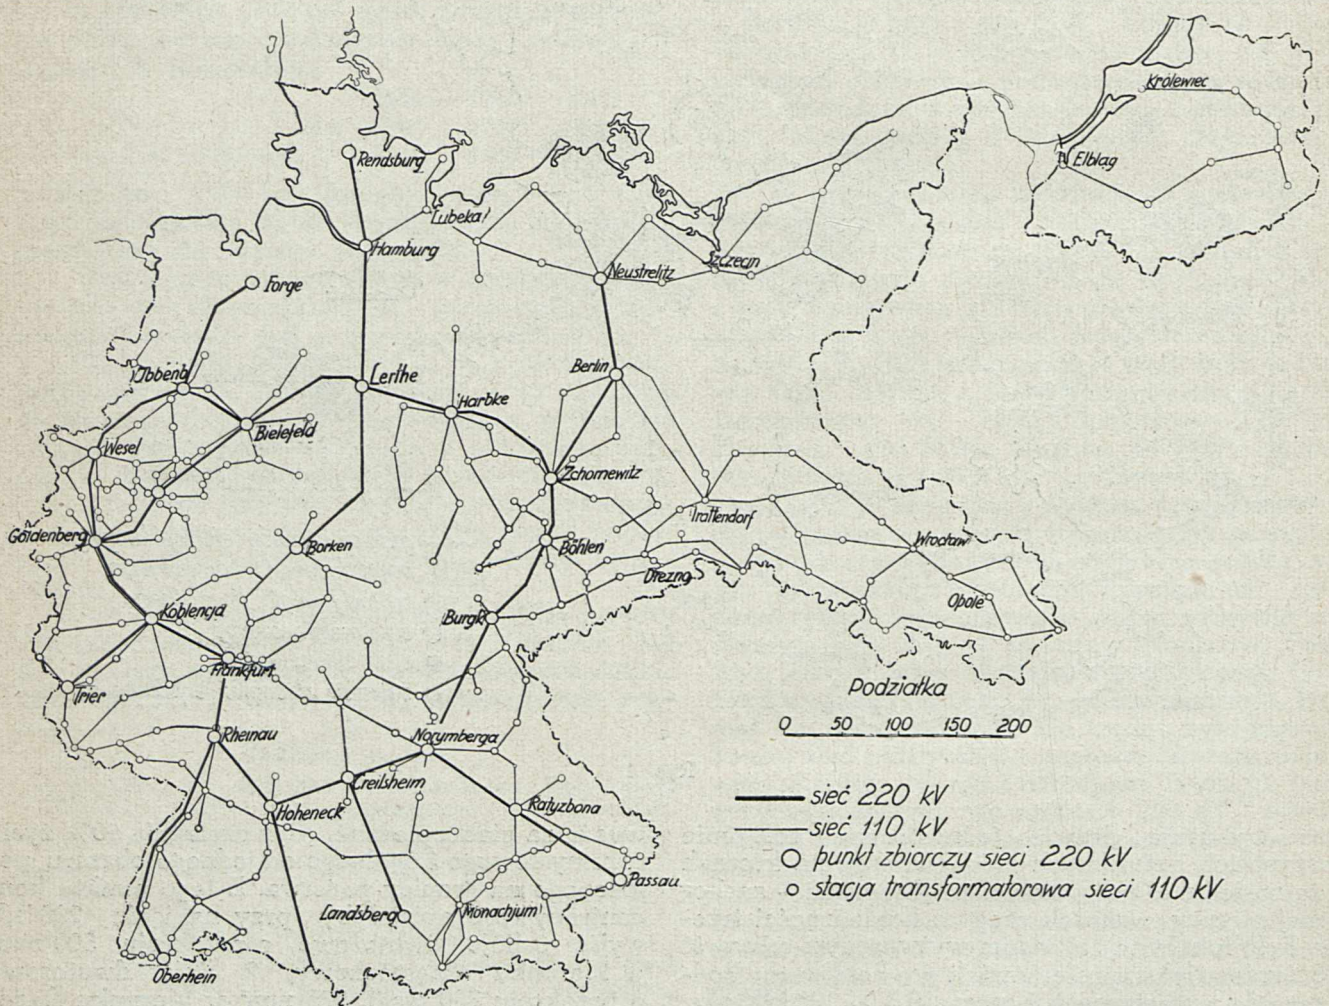 Królewiec
Elbląg
Rendsburg
Lubeka
Hamburg
Neustrelitz
Szczecin
Forge
Jbbenb
Lerthe
Berlin
Harbke
Bielefeld
Wesel
Zchornewitz
Trattendorf
Goldenberg
Borken
Böhlen
Wrocław
Drezno
Opole
Koblencja
Burgk
Frankfurt
Trier
Podziałka
0 50 100 150 200
Rheinau
Norymberga
Creilsheim
Hoheneck
Ratyzbona
sieć 220 kV
sieć 110 kV
punkt zbiorczy sieci 220 kV
stacja transformatorowa sieci 110 kV
Passau
Landsberg
Monachjum
Oberhein